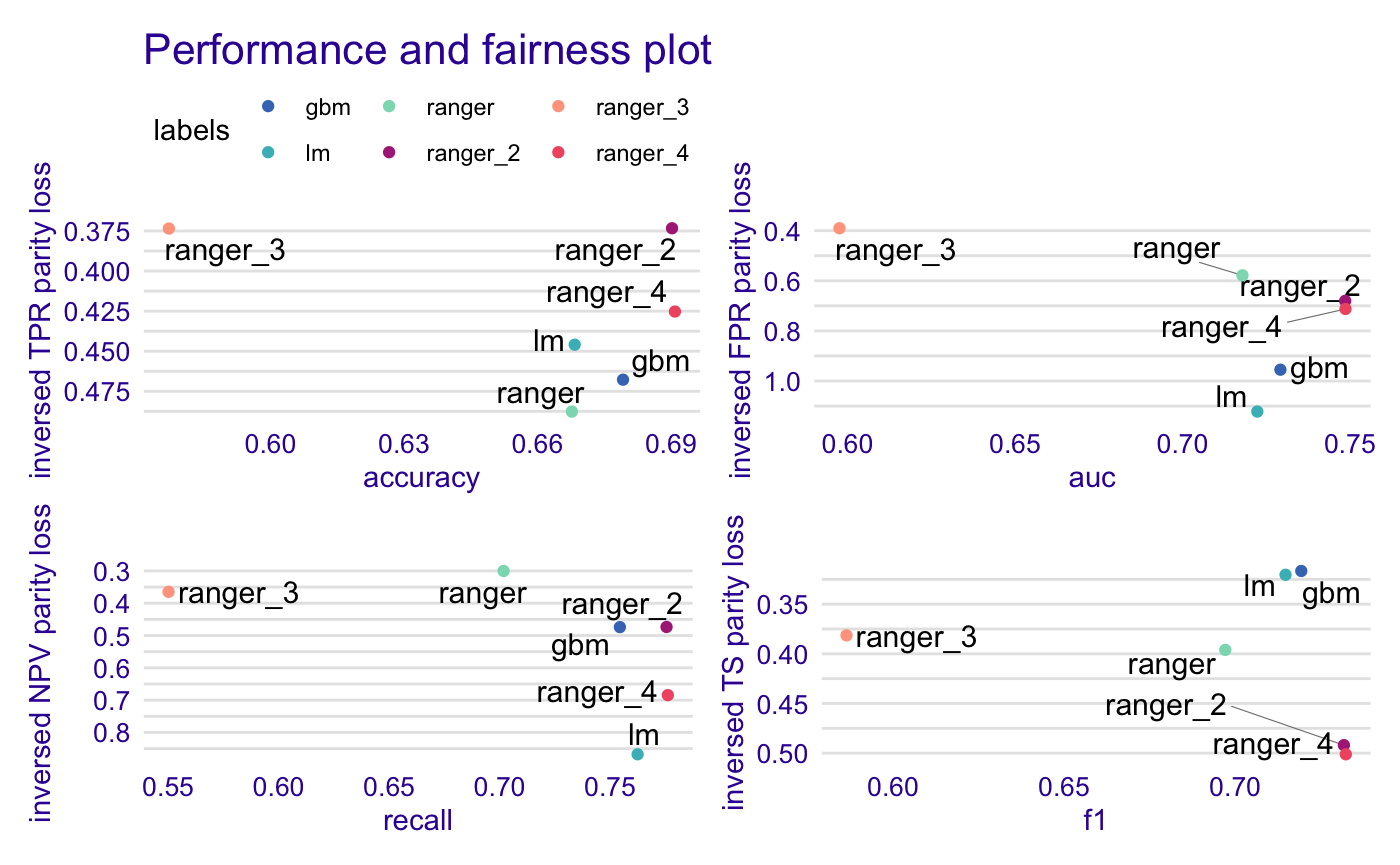 Performance and fairness plot
labels
gbm
ranger
ranger_3
lm
ranger_2
ranger_4
inversed TPR parity loss
0.375
0.400
0.425
0.450
0.475
ranger_3
ranger_2
ranger_4
lm
gbm
ranger
0.60
0.63
0.66
0.69
accuracy
inversed FPR parity loss
0.4
0.6
0.8
1.0
ranger_3
ranger
ranger_2
ranger_4
gbm
lm
0.60
0.65
0.70
0.75
auc
inversed NPV parity loss
0.3
0.4
0.5
0.6
0.7
0.8
ranger_3
ranger
ranger_2
gbm
ranger_4
lm
0.55
0.60
0.65
0.70
0.75
recall
inversed TS parity loss
0.35
0.40
0.45
0.50
lm
gbm
ranger_3
ranger
ranger_2
ranger_4
0.60
0.65
0.70
f1